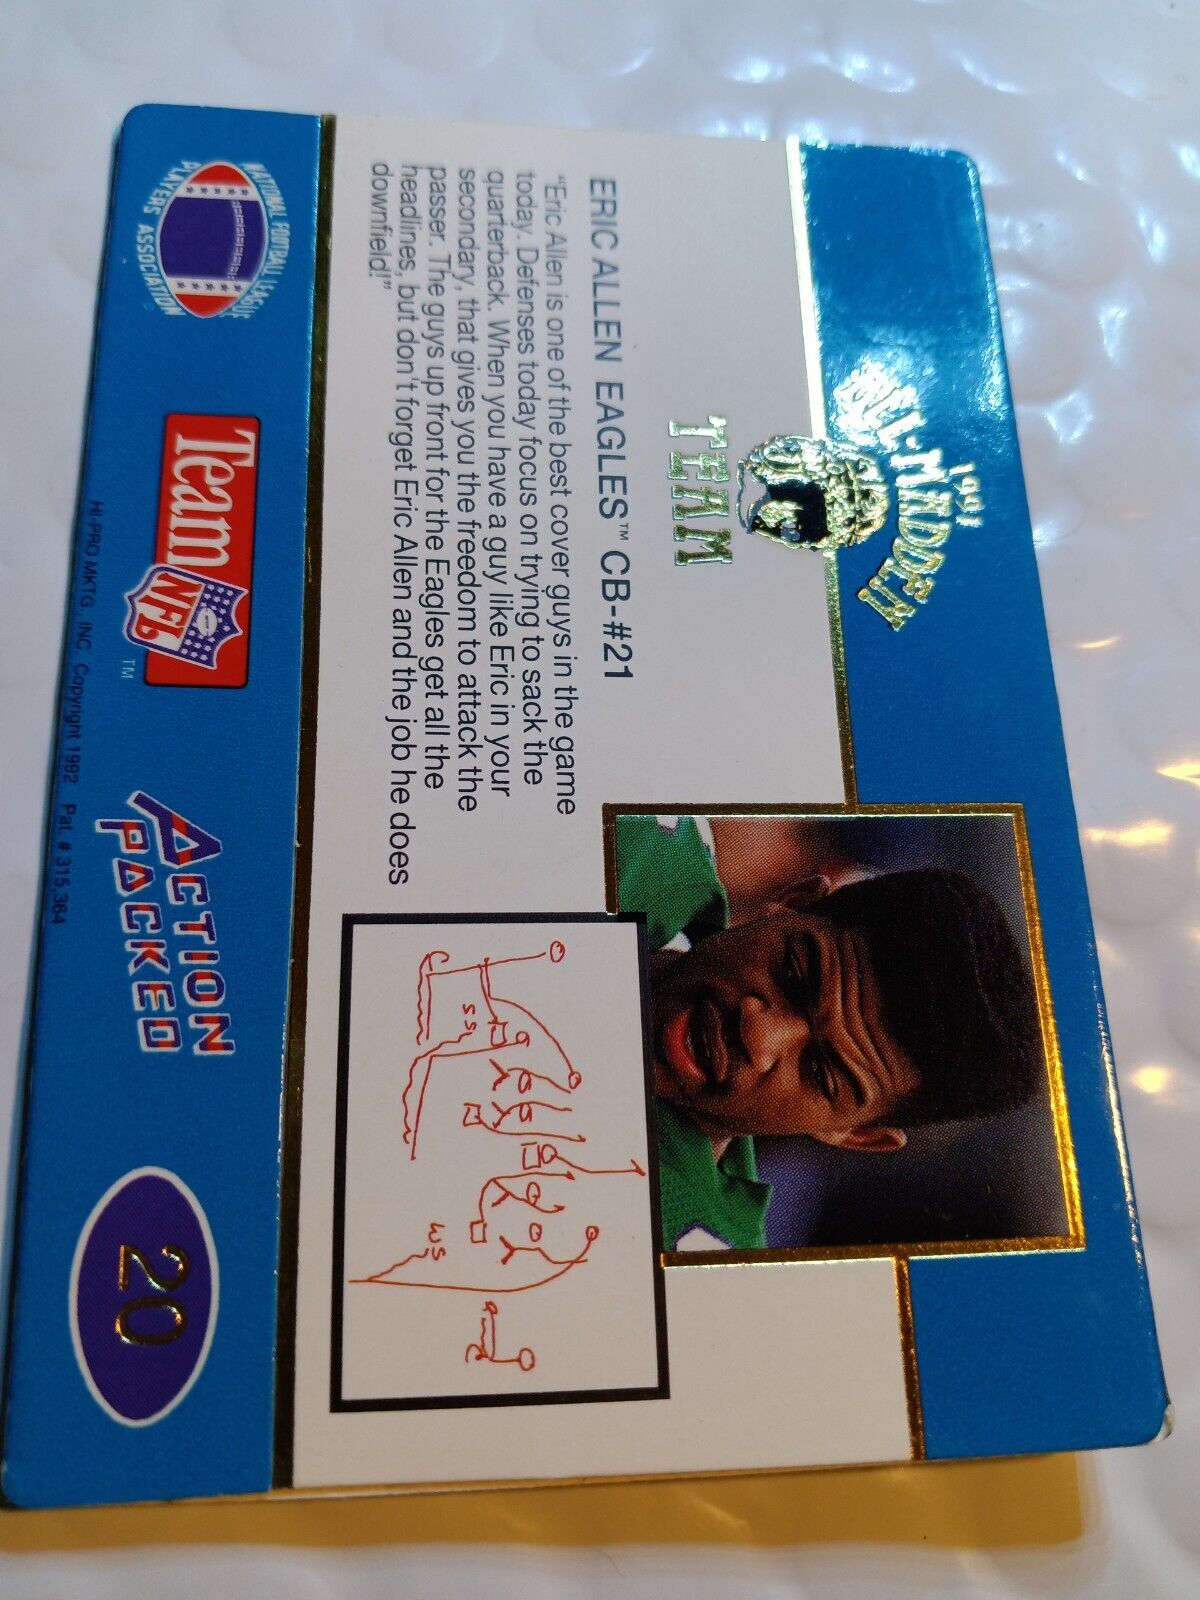 1991
ALL-MADDEN
TEAM
ERIC ALLEN EAGLES™ CB-#21
"Eric Allen is one of the best cover guys in the game
today. Defenses today focus on trying to sack the
quarterback. When you have a guy like Eric in your
secondary, that gives you the freedom to attack the
passer. The guys up front for the Eagles get all the
headlines, but don't forget Eric Allen and the job he does
downfield!"
SS
WS
C
C
NATIONAL FOOTBALL LEAGUE
PLAYERS ASSOCIATION
Team
NFL
TM
ACTION
PACKED
20
HI-PRO MKTG, INC. Copyright 1992 Pat. # 315,364